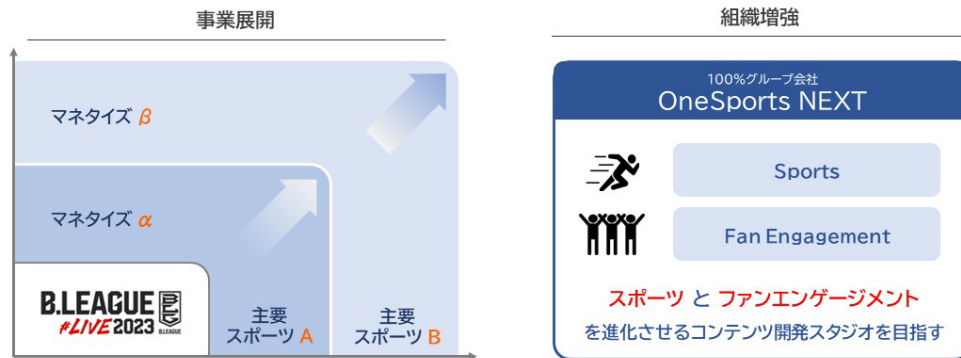 事業展開
マネタイズ β
マネタイズ α
B.LEAGUE
#LIVE2023
B.LEAGUE
主要
スポーツ A
主要
スポーツ B
組織増強
100%グループ会社
OneSports NEXT
Sports
Fan Engagement
スポーツ と ファンエンゲージメント
を進化させるコンテンツ開発スタジオを目指す